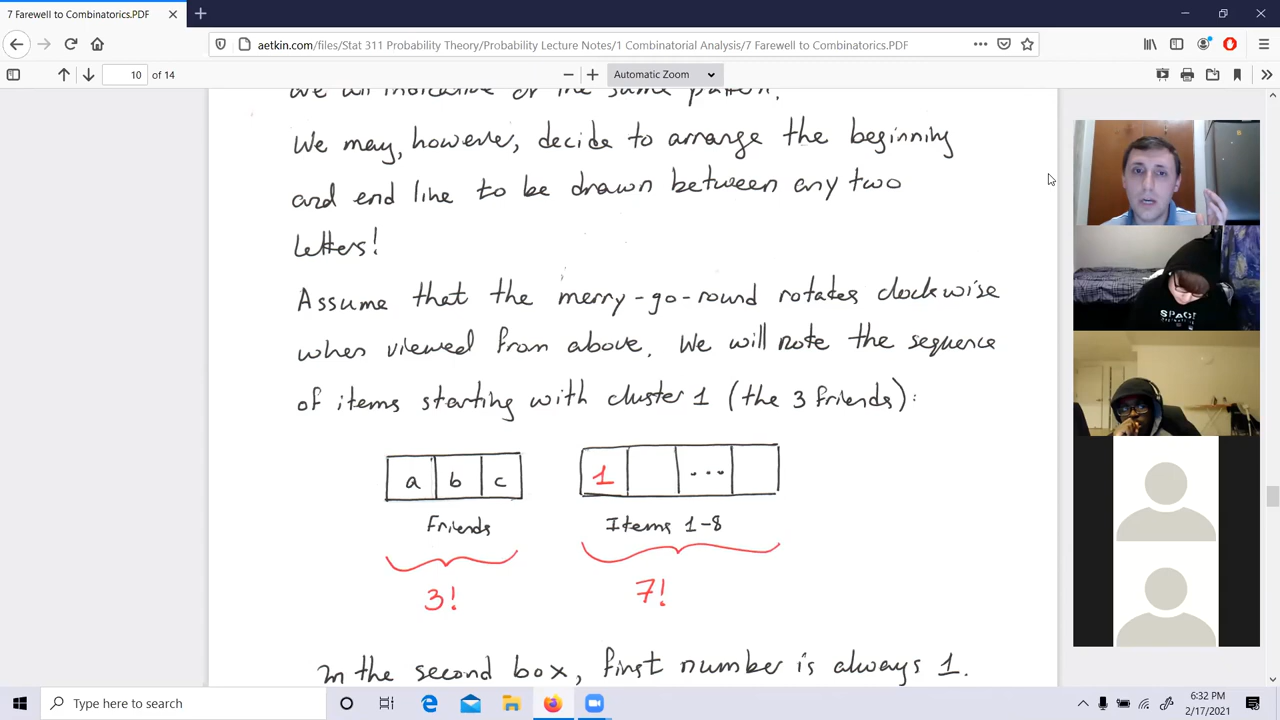 7 Farewell to Combinatorics.PDF
aetkin.com/files/Stat 311 Probability Theory/Probability Lecture Notes/1 Combinatorial Analysis/7 Farewell to Combinatorics.PDF
10 of 14
Automatic Zoom
of the same pattern.
We may, however, decide to arrange the beginning
and end line to be drawn between any two
letters!
Assume that the merry-go-round rotates clockwise
when viewed from above. We will note the sequence
of items starting with cluster 1 (the 3 friends):
a b c
1 ...
Friends
Items 1-8
3!
7!
In the second box, first number is always 1.
SPACE
Type here to search
6:32 PM
2/17/2021